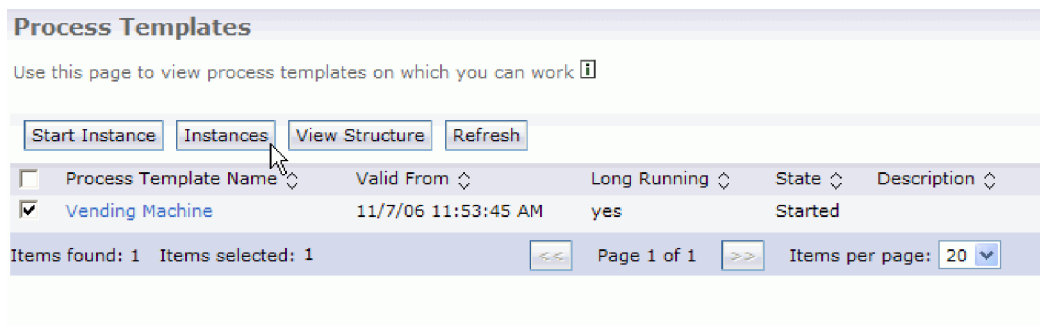 Process Templates
Use this page to view process templates on which you can work i
Start Instance Instances View Structure Refresh
Process Template Name Valid From Long Running State Description
Vending Machine 11/7/06 11:53:45 AM yes Started
Items found: 1 Items selected: 1 << Page 1 of 1 >> Items per page: 20